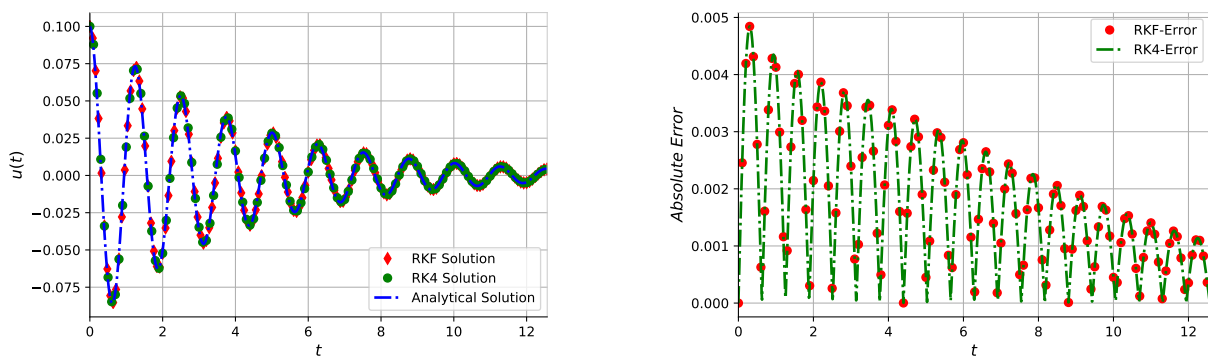 0.100
0.075
0.050
0.025
0.000
−0.025
−0.050
−0.075
u(t)
0 2 4 6 8 10 12
t
RKF Solution
RK4 Solution
Analytical Solution
0.005
0.004
0.003
0.002
0.001
0.000
Absolute Error
0 2 4 6 8 10 12
t
RKF-Error
RK4-Error